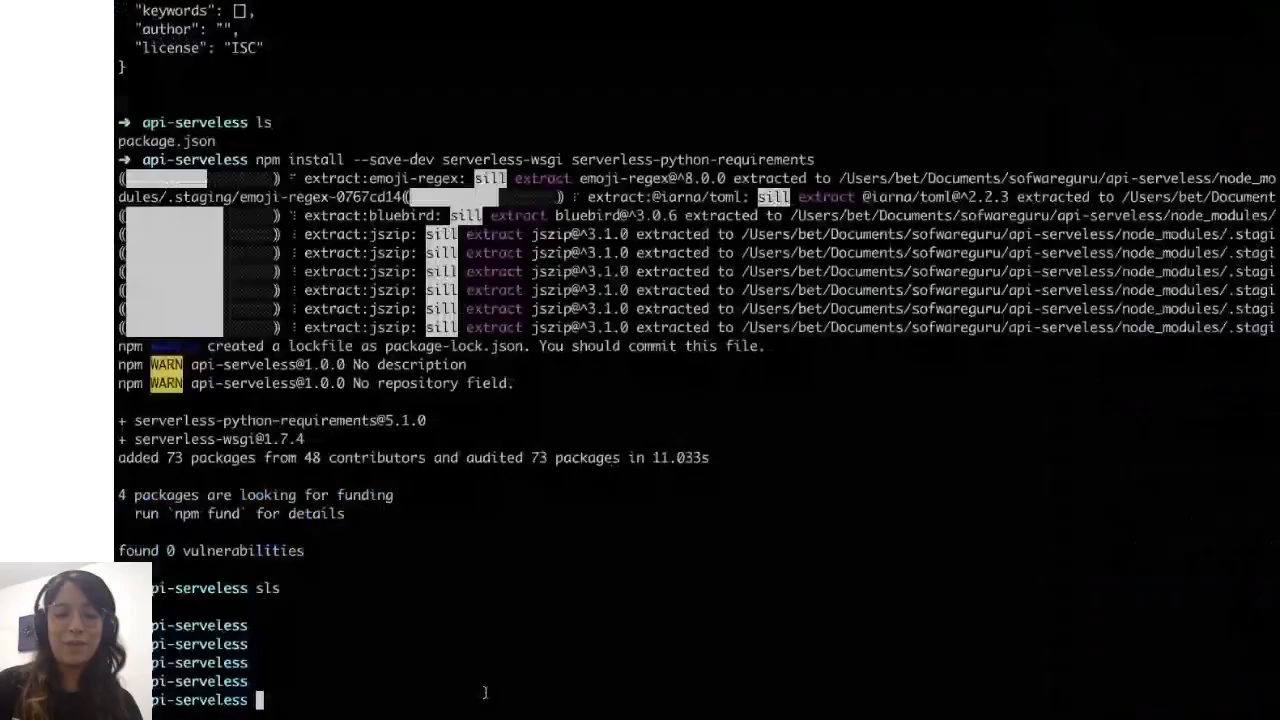 "keywords": [],
"author": "",
"license": "ISC"
}
➜ api-serveless ls
package.json
➜ api-serveless npm install --save-dev serverless-wsgi serverless-python-requirements
( ) ⠋ extract:emoji-regex: sill extract emoji-regex@^8.0.0 extracted to /Users/bet/Documents/sofwareguru/api-serveless/node_mo
dules/.staging/emoji-regex-0767cd14( ) ⠸ extract:@iarna/toml: sill extract @iarna/toml@^2.2.3 extracted to /Users/bet/Document
( ) ⠹ extract:bluebird: sill extract bluebird@^3.0.6 extracted to /Users/bet/Documents/sofwareguru/api-serveless/node_modules/
( ) ⠇ extract:jszip: sill extract jszip@^3.1.0 extracted to /Users/bet/Documents/sofwareguru/api-serveless/node_modules/.stagi
( ) ⠇ extract:jszip: sill extract jszip@^3.1.0 extracted to /Users/bet/Documents/sofwareguru/api-serveless/node_modules/.stagi
( ) ⠇ extract:jszip: sill extract jszip@^3.1.0 extracted to /Users/bet/Documents/sofwareguru/api-serveless/node_modules/.stagi
( ) ⠇ extract:jszip: sill extract jszip@^3.1.0 extracted to /Users/bet/Documents/sofwareguru/api-serveless/node_modules/.stagi
( ) ⠇ extract:jszip: sill extract jszip@^3.1.0 extracted to /Users/bet/Documents/sofwareguru/api-serveless/node_modules/.stagi
( ) ⠇ extract:jszip: sill extract jszip@^3.1.0 extracted to /Users/bet/Documents/sofwareguru/api-serveless/node_modules/.stagi
npm created a lockfile as package-lock.json. You should commit this file.
npm WARN api-serveless@1.0.0 No description
npm WARN api-serveless@1.0.0 No repository field.
+ serverless-python-requirements@5.1.0
+ serverless-wsgi@1.7.4
added 73 packages from 48 contributors and audited 73 packages in 11.033s
4 packages are looking for funding
run `npm fund` for details
found 0 vulnerabilities
pi-serveless sls
pi-serveless
pi-serveless
pi-serveless
pi-serveless
pi-serveless